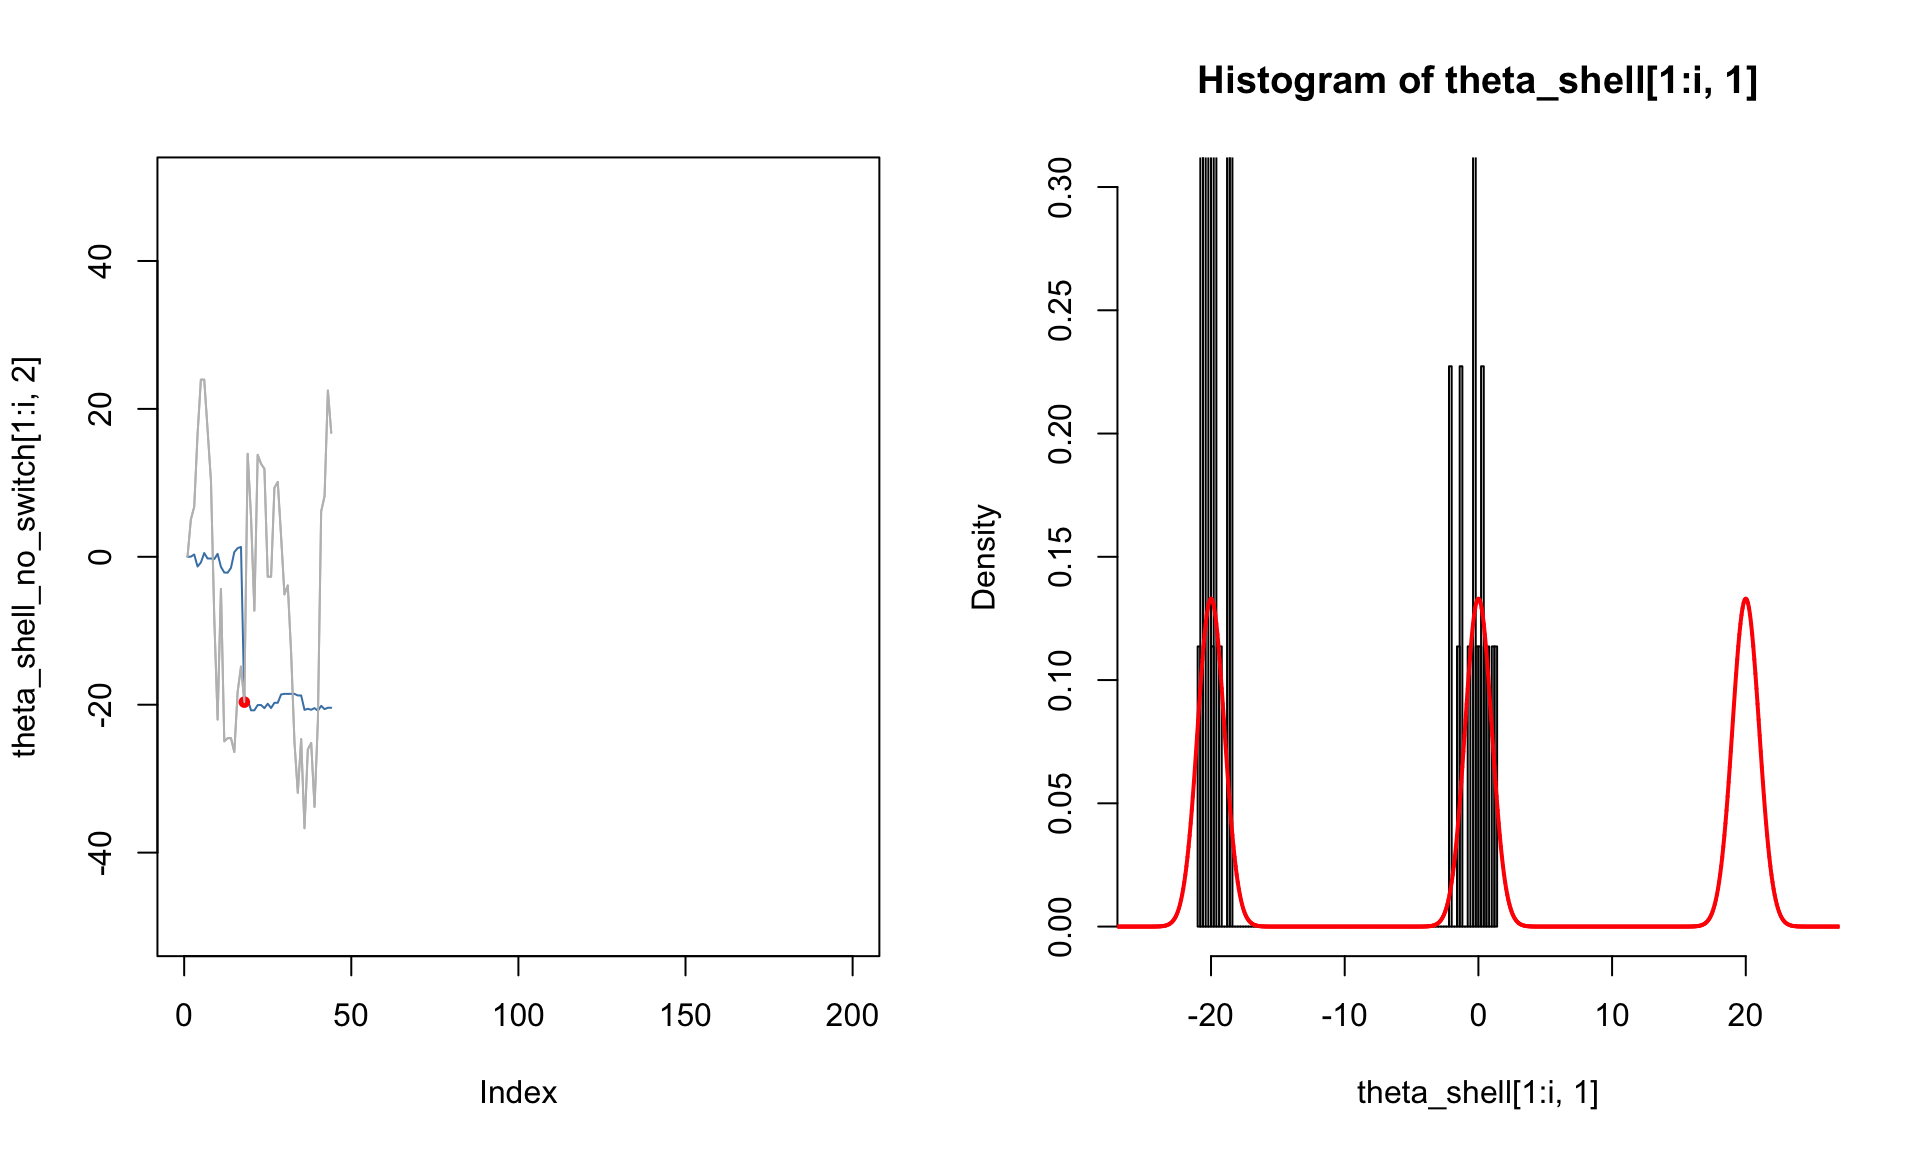 theta_shell_no_switch[1:i, 2]
40
20
0
-20
-40
0 50 100 150 200
Index
Histogram of theta_shell[1:i, 1]
Density
0.30
0.25
0.20
0.15
0.10
0.05
0.00
-20 -10 0 10 20
theta_shell[1:i, 1]